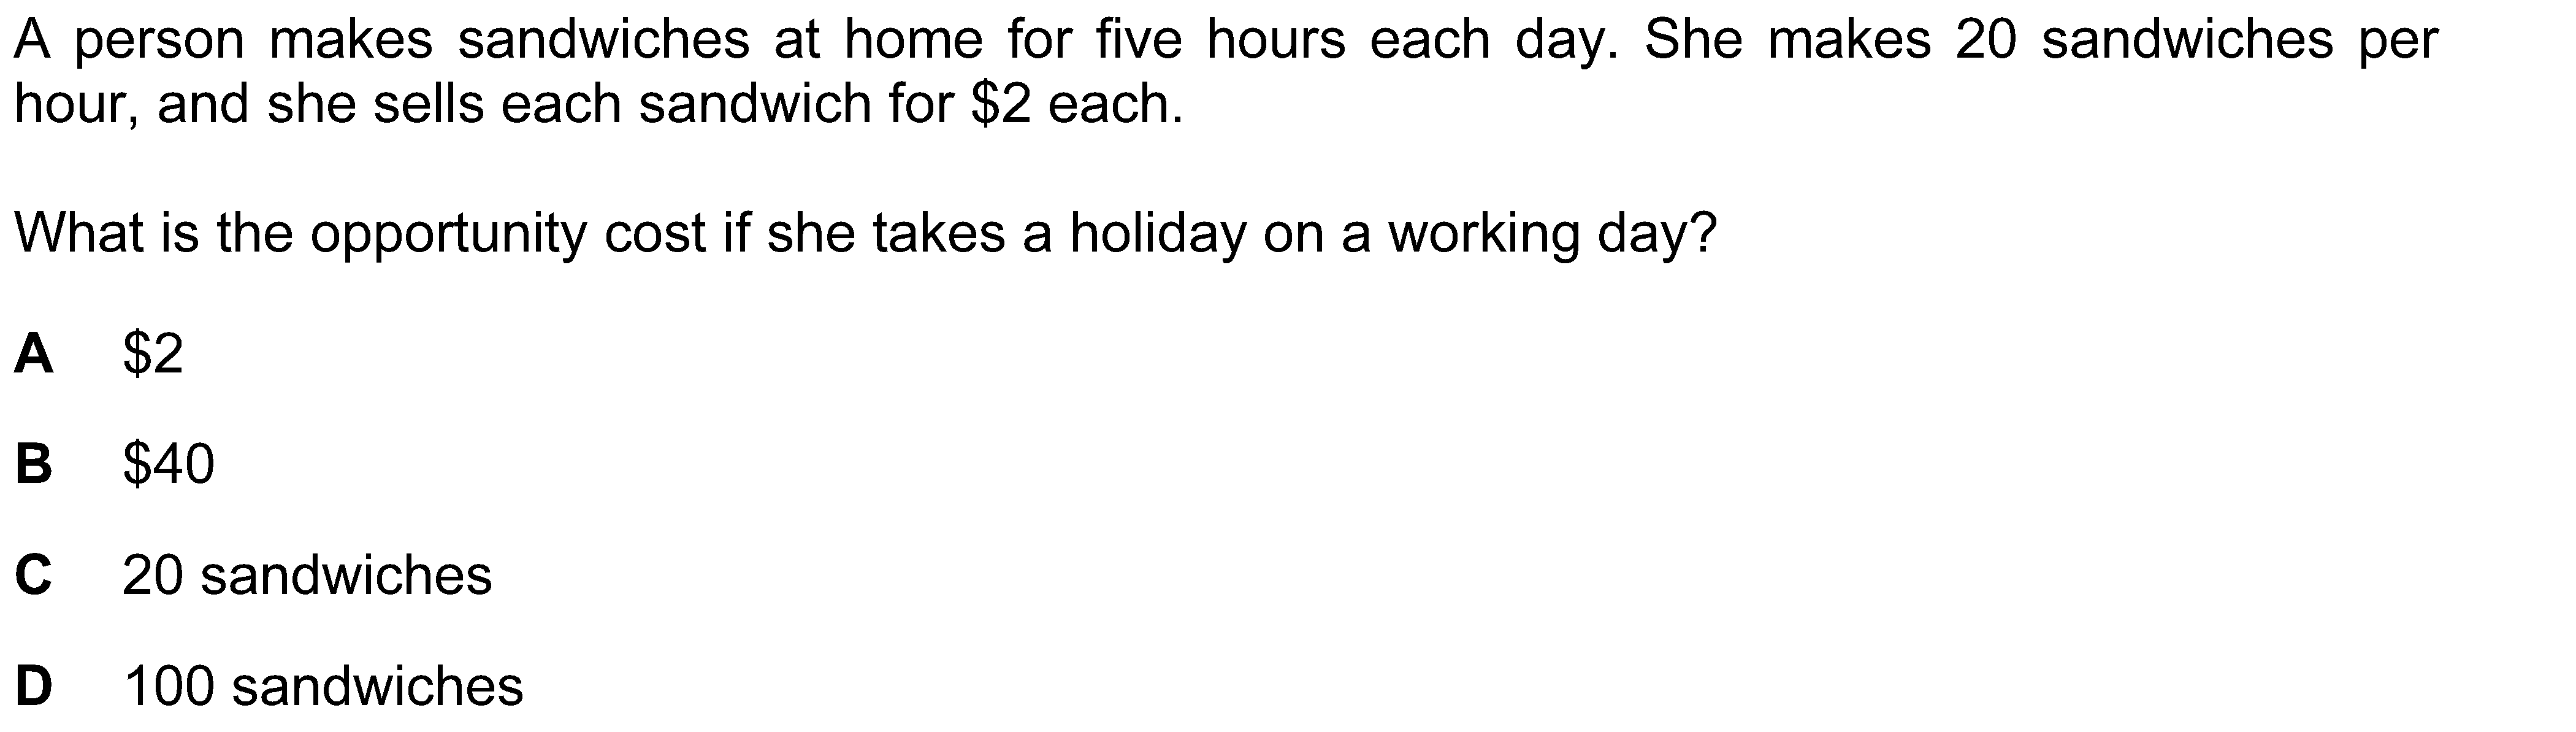 A person makes sandwiches at home for five hours each day. She makes 20 sandwiches per
hour, and she sells each sandwich for $2 each.
What is the opportunity cost if she takes a holiday on a working day?
A $2
B $40
C 20 sandwiches
D 100 sandwiches